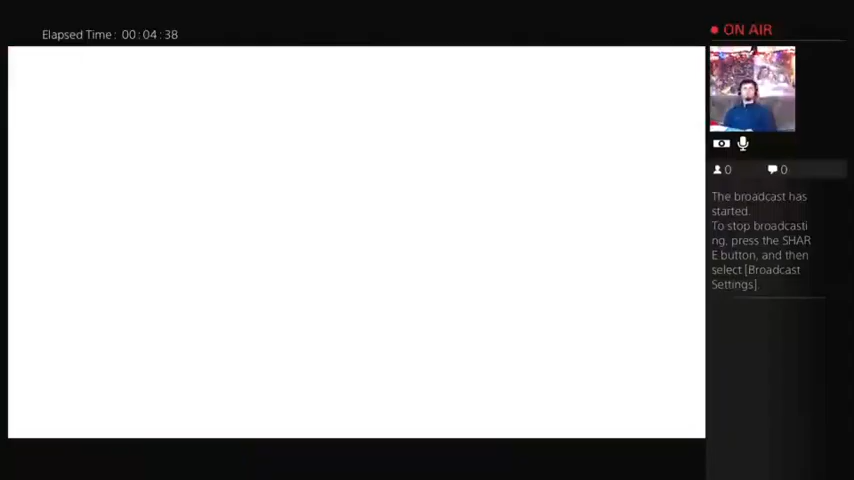 Elapsed Time: 00:04:38
ON AIR
0 0
The broadcast has
started.
To stop broadcasti
ng, press the SHAR
E button, and then
select [Broadcast
Settings].